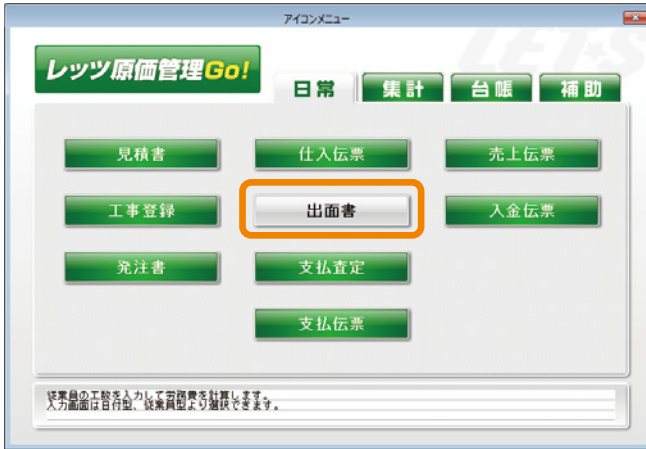 アイコンメニュー
LET'S
レッツ原価管理Go!
日常 集計 台帳 補助
見積書 仕入伝票 売上伝票
工事登録 出面書 入金伝票
発注書 支払査定
支払伝票
従業員の工数を入力して労務費を計算します。
入力画面は日付型、従業員型より選択できます。